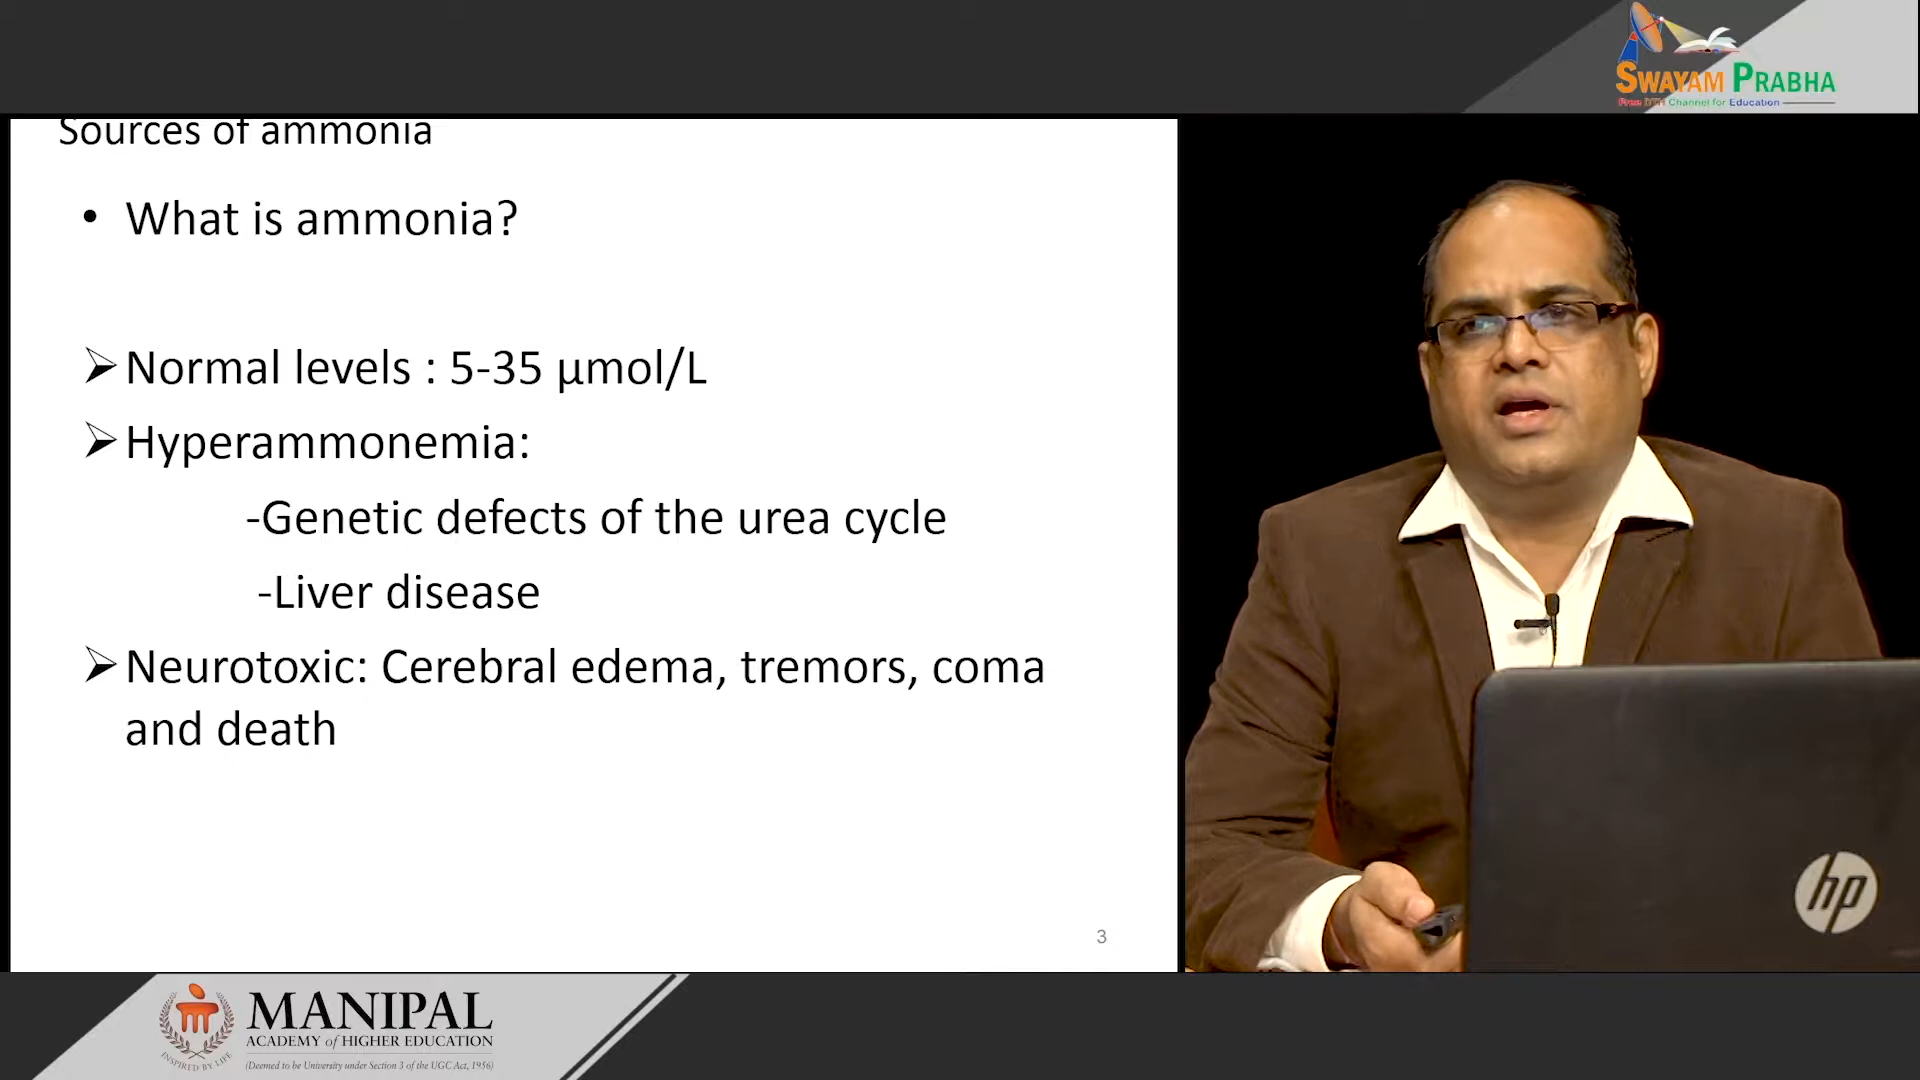 SWAYAM PRABHA
Free DTH Channel for Education
Sources of ammonia
• What is ammonia?
➢ Normal levels : 5-35 µmol/L
➢ Hyperammonemia:
-Genetic defects of the urea cycle
-Liver disease
➢ Neurotoxic: Cerebral edema, tremors, coma
and death
3
hp
MANIPAL
ACADEMY of HIGHER EDUCATION
(Deemed to be University under Section 3 of the UGC Act, 1956)
INSPIRED BY LIFE